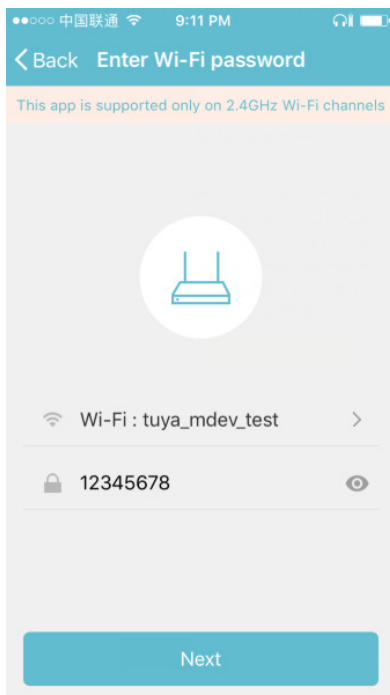 中国联通 9:11 PM
Back Enter Wi-Fi password
This app is supported only on 2.4GHz Wi-Fi channels
Wi-Fi : tuya_mdev_test
12345678
Next